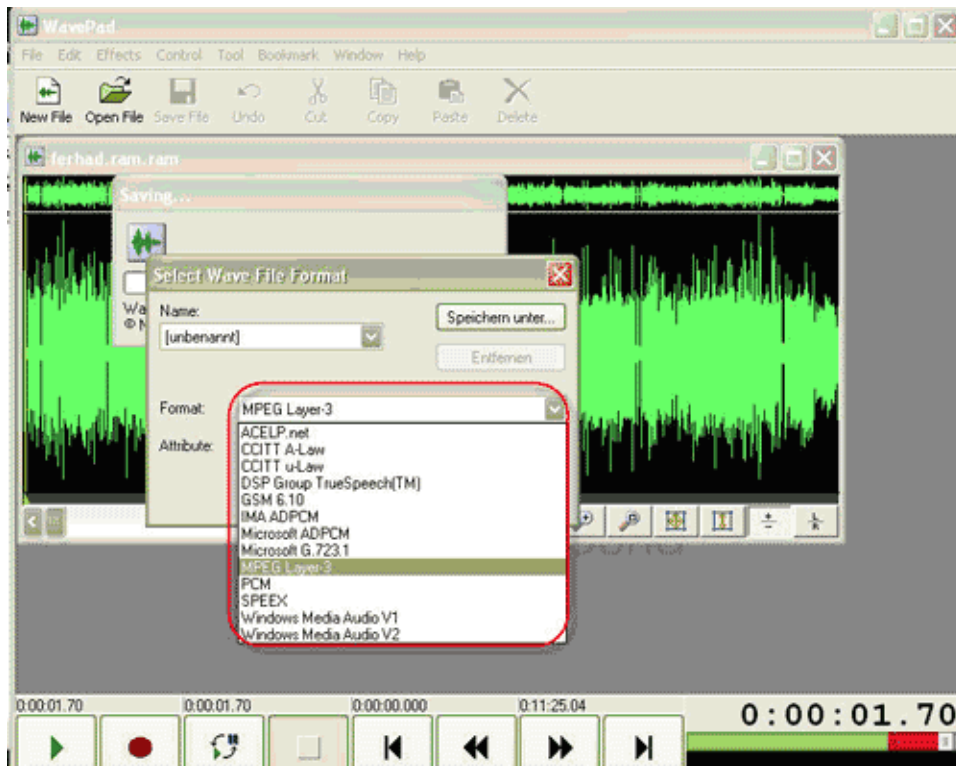 WavePad
File Edit Effects Control Tool Bookmark Window Help
New File Open File Save File Undo Cut Copy Paste Delete
ferhad.ram.ram
Saving...
Select Wave File Format
Name:
[unbenannt]
Speichern unter...
Entfernen
Format:
MPEG Layer-3
Attribute:
ACELP.net
CCITT A-Law
CCITT u-Law
DSP Group TrueSpeech(TM)
GSM 6.10
IMA ADPCM
Microsoft ADPCM
Microsoft G.723.1
MPEG Layer-3
PCM
SPEEX
Windows Media Audio V1
Windows Media Audio V2
0:00:01.70 0:00:01.70 0:00:00.000 0:11:25.04
0:00:01.70